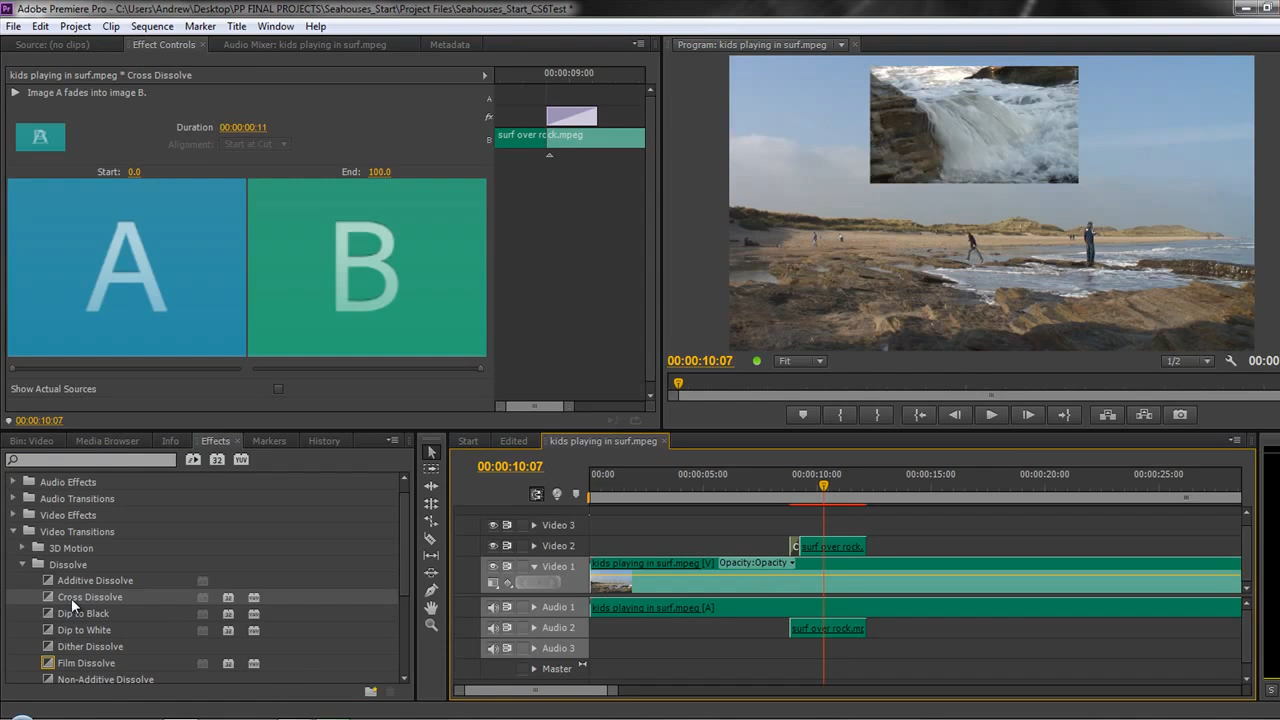 Adobe Premiere Pro - C:\Users\Andrew\Desktop\PP FINAL PROJECTS\Seahouses_Start\Project Files\Seahouses_Start_CS6Test *
File Edit Project Clip Sequence Marker Title Window Help
Source: (no clips) Effect Controls Audio Mixer: kids playing in surf.mpeg Metadata
Program: kids playing in surf.mpeg
kids playing in surf.mpeg * Cross Dissolve
00:00:09:00
Image A fades into image B.
A
fx
B
surf over rock.mpeg
A
Duration 00:00:00:11
Alignment: Start at Cut
Start: 0.0 End: 100.0
A B
Show Actual Sources
00:00:10:07
00:00:10:07 Fit 1/2 00:00
Bin: Video Media Browser Info Effects Markers History
32 YUV
Audio Effects
Audio Transitions
Video Effects
Video Transitions
3D Motion
Dissolve
Additive Dissolve
Cross Dissolve
Dip to Black
Dip to White
Dither Dissolve
Film Dissolve
Non-Additive Dissolve
Start Edited kids playing in surf.mpeg
00:00:10:07
00:00 00:00:05:00 00:00:10:00 00:00:15:00 00:00:20:00 00:00:25:00
Video 3
Video 2 C surf over rock.
Video 1 kids playing in surf.mpeg [V] Opacity:Opacity
Audio 1 kids playing in surf.mpeg [A]
Audio 2 surf over rock.mp
Audio 3
Master
S